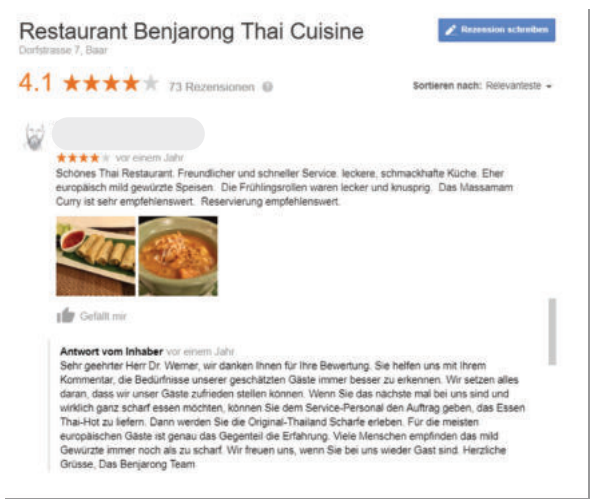 Restaurant Benjarong Thai Cuisine
Dorfstrasse 7, Baar
Rezension schreiben
4.1 73 Rezensionen
Sortieren nach: Relevanteste
vor einem Jahr
Schönes Thai Restaurant. Freundlicher und schneller Service. leckere, schmackhafte Küche. Eher
europäisch mild gewürzte Speisen. Die Frühlingsrollen waren lecker und knusprig. Das Massamam
Curry ist sehr empfehlenswert. Reservierung empfehlenswert.
Gefällt mir
Antwort vom Inhaber vor einem Jahr
Sehr geehrter Herr Dr. Werner, wir danken Ihnen für Ihre Bewertung. Sie helfen uns mit Ihrem
Kommentar, die Bedürfnisse unserer geschätzten Gäste immer besser zu erkennen. Wir setzen alles
daran, dass wir unser Gäste zufrieden stellen können. Wenn Sie das nächste mal bei uns sind und
wirklich ganz scharf essen möchten, können Sie dem Service-Personal den Auftrag geben, das Essen
Thai-Hot zu liefern. Dann werden Sie die Original-Thailand Schärfe erleben. Für die meisten
europäischen Gäste ist genau das Gegenteil die Erfahrung. Viele Menschen empfinden das mild
Gewürzte immer noch als zu scharf. Wir freuen uns, wenn Sie bei uns wieder Gast sind. Herzliche
Grüsse, Das Benjarong Team